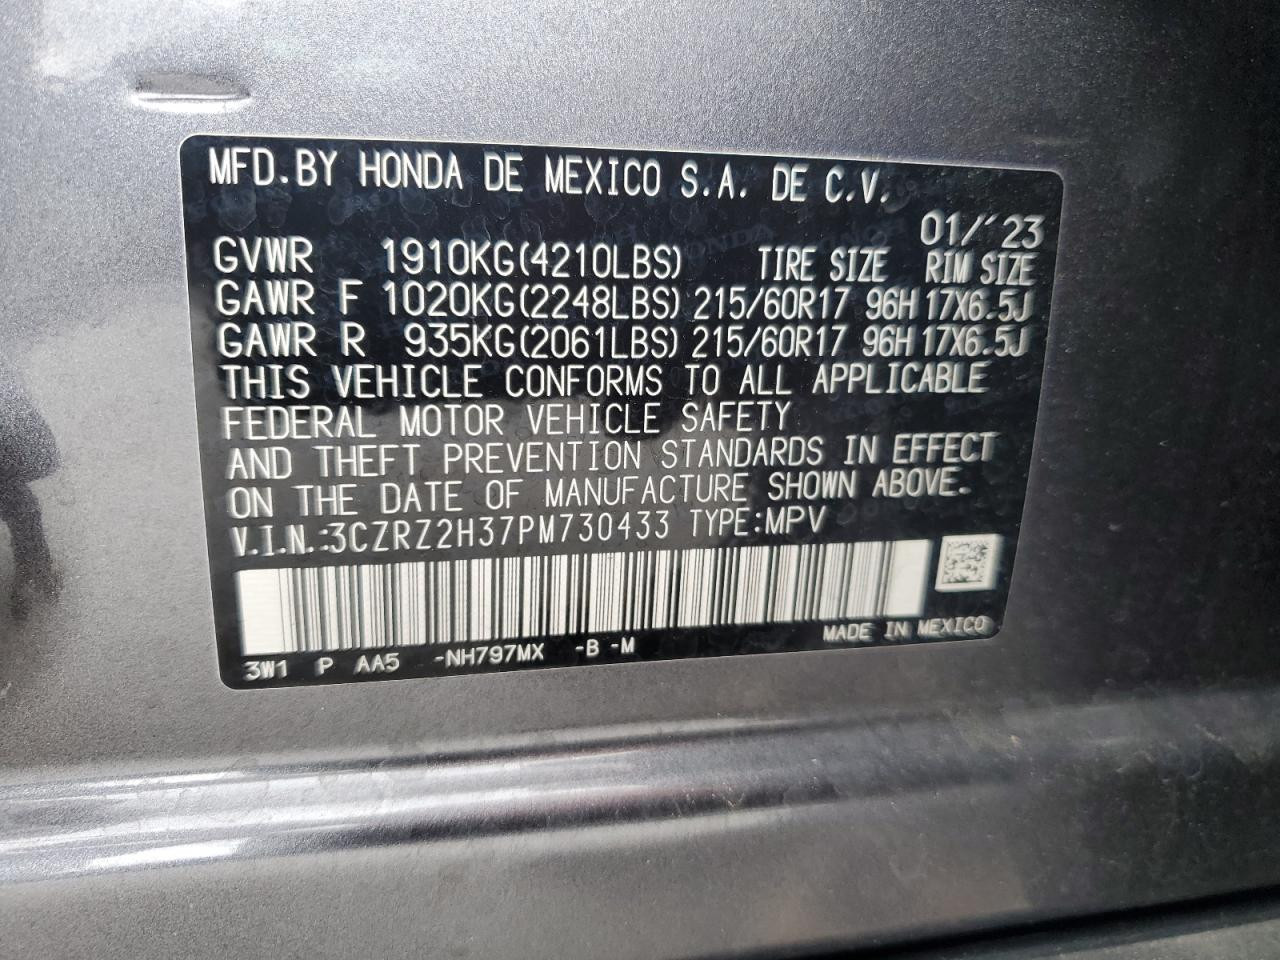 MFD.BY HONDA DE MEXICO S.A. DE C.V.
01/'23
GVWR 1910KG(4210LBS) TIRE SIZE RIM SIZE
GAWR F 1020KG(2248LBS) 215/60R17 96H 17X6.5J
GAWR R 935KG(2061LBS) 215/60R17 96H 17X6.5J
THIS VEHICLE CONFORMS TO ALL APPLICABLE
FEDERAL MOTOR VEHICLE SAFETY
AND THEFT PREVENTION STANDARDS IN EFFECT
ON THE DATE OF MANUFACTURE SHOWN ABOVE.
V.I.N.:3CZRZ2H37PM730433 TYPE:MPV
MADE IN MEXICO
3W1 P AA5 -NH797MX -B -M